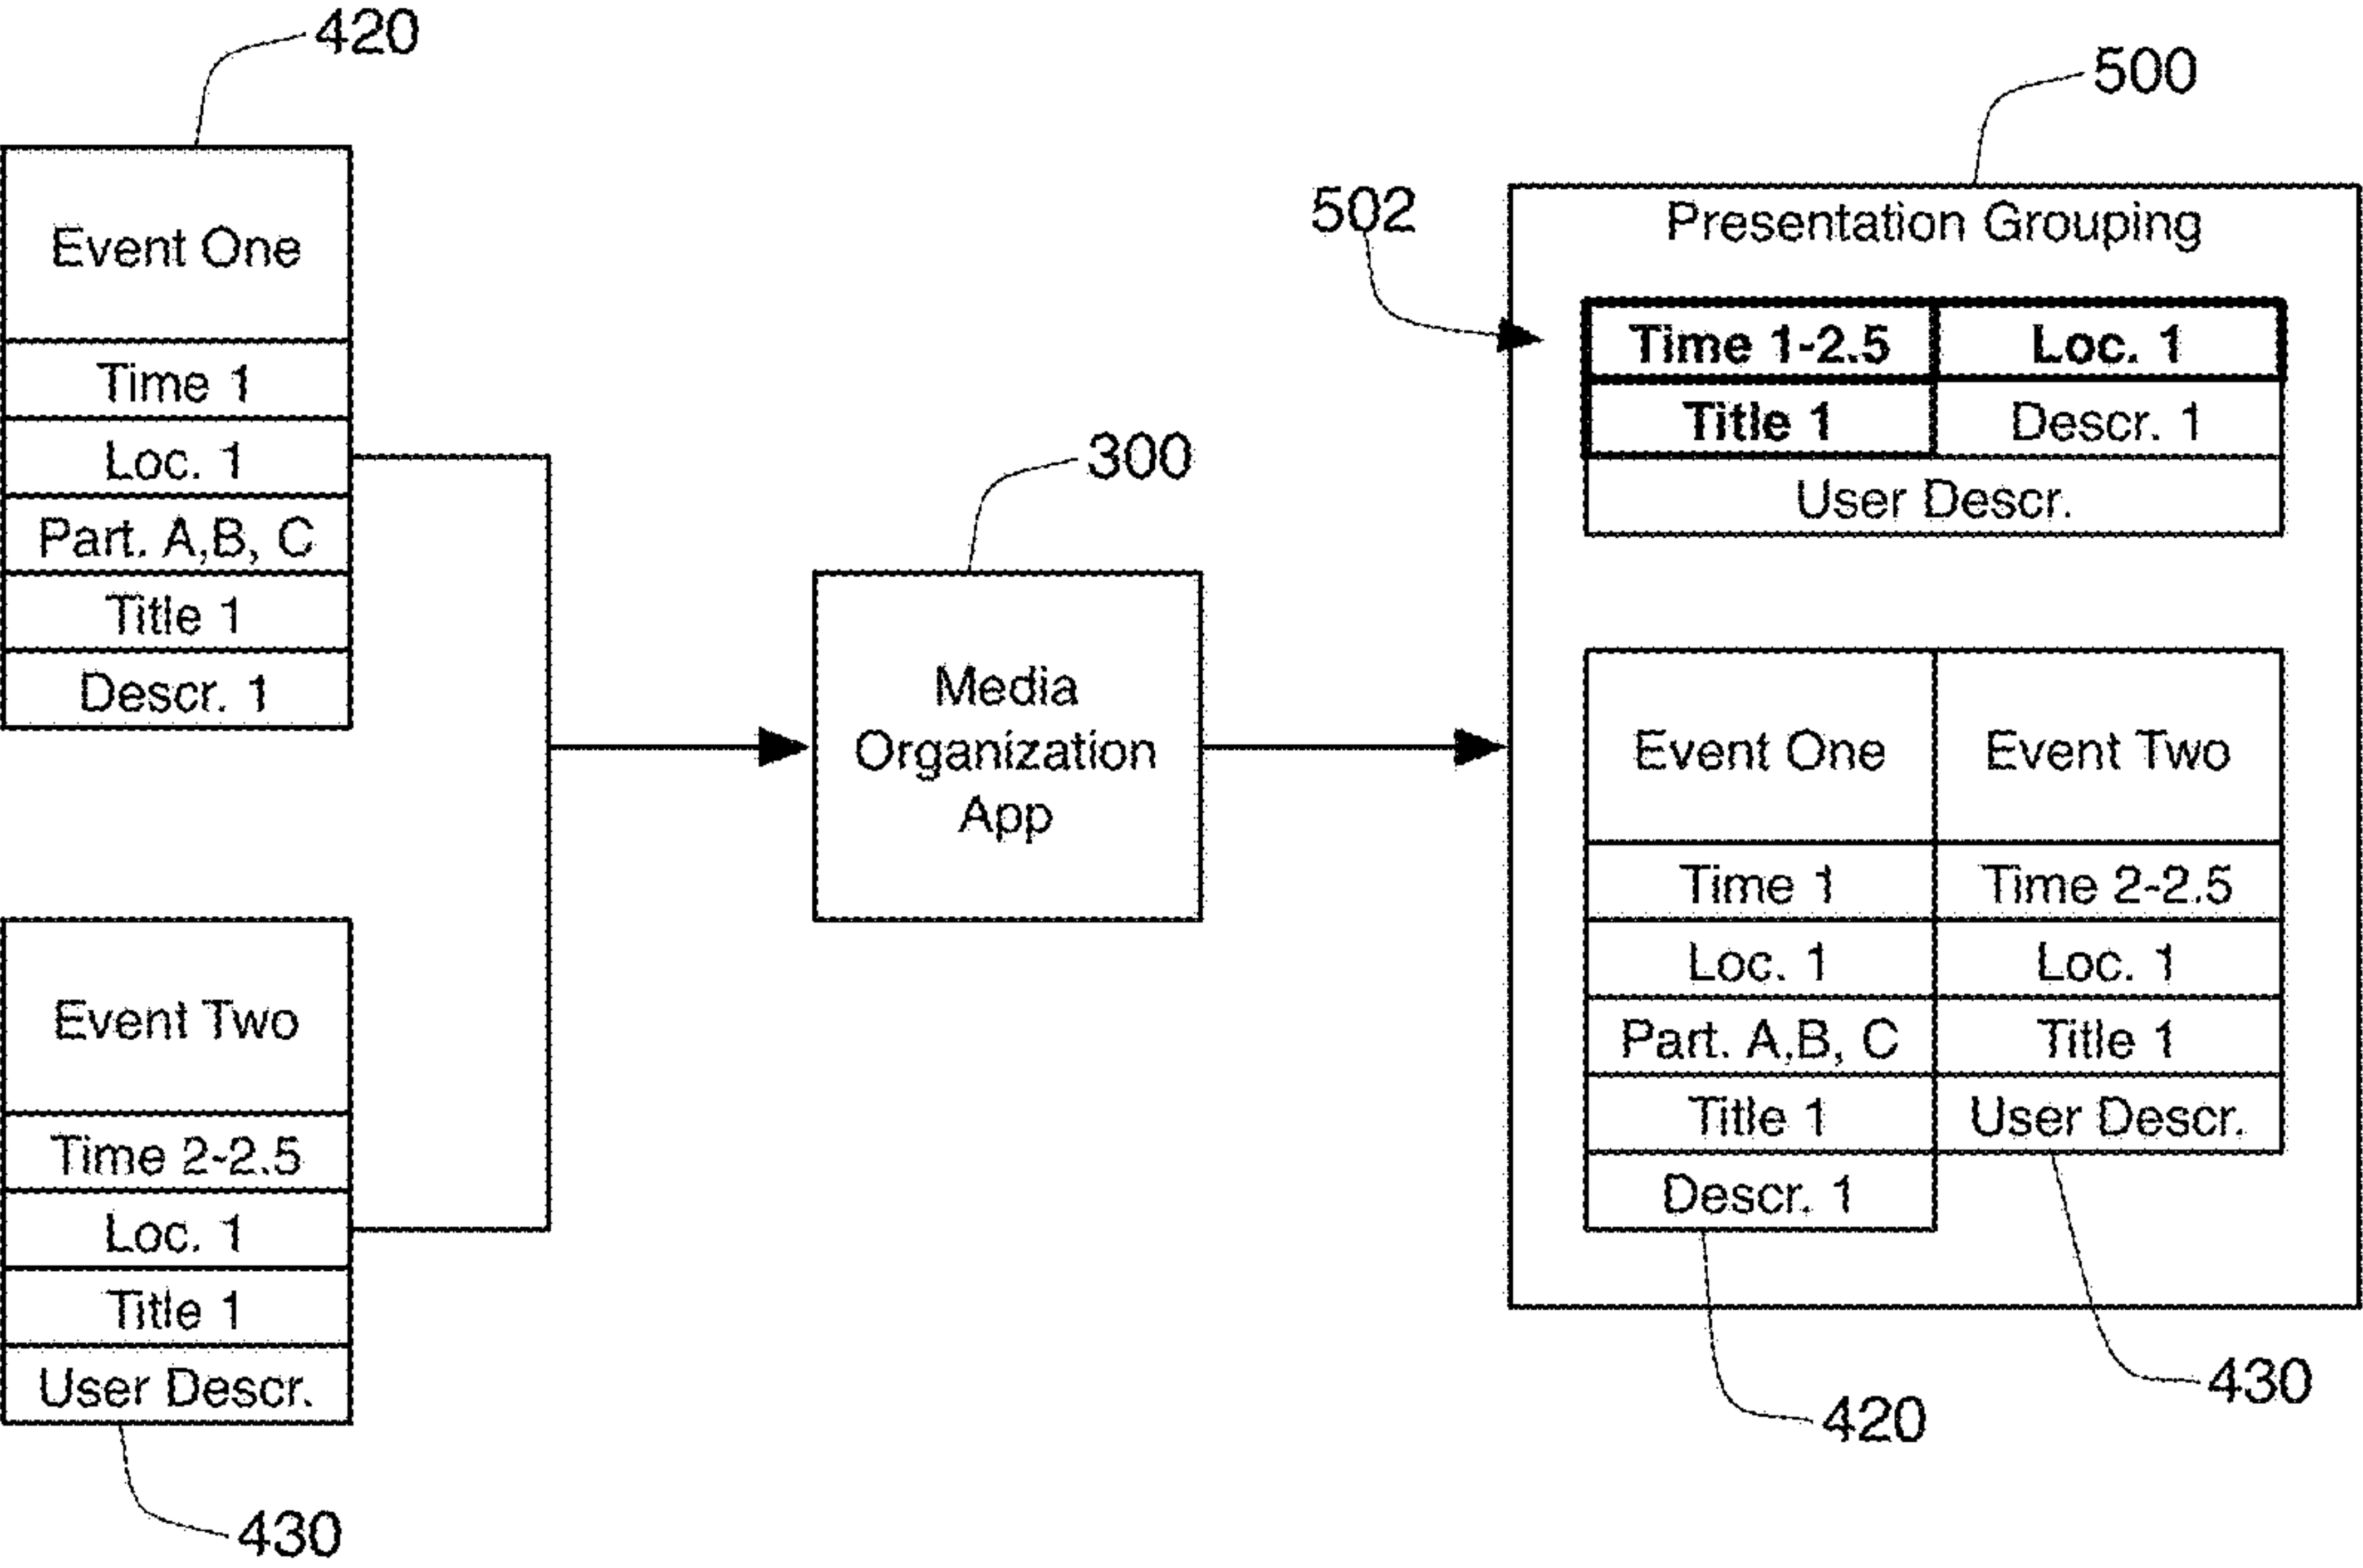 420
Event One
Time 1
Loc. 1
Part. A,B, C
Title 1
Descr. 1
Event Two
Time 2-2.5
Loc. 1
Title 1
User Descr.
430
300
Media
Organization
App
500
502
Presentation Grouping
Time 1-2.5 Loc. 1
Title 1 Descr. 1
User Descr.
Event One Event Two
Time 1 Time 2-2.5
Loc. 1 Loc. 1
Part. A,B, C Title 1
Title 1 User Descr.
Descr. 1
430
420